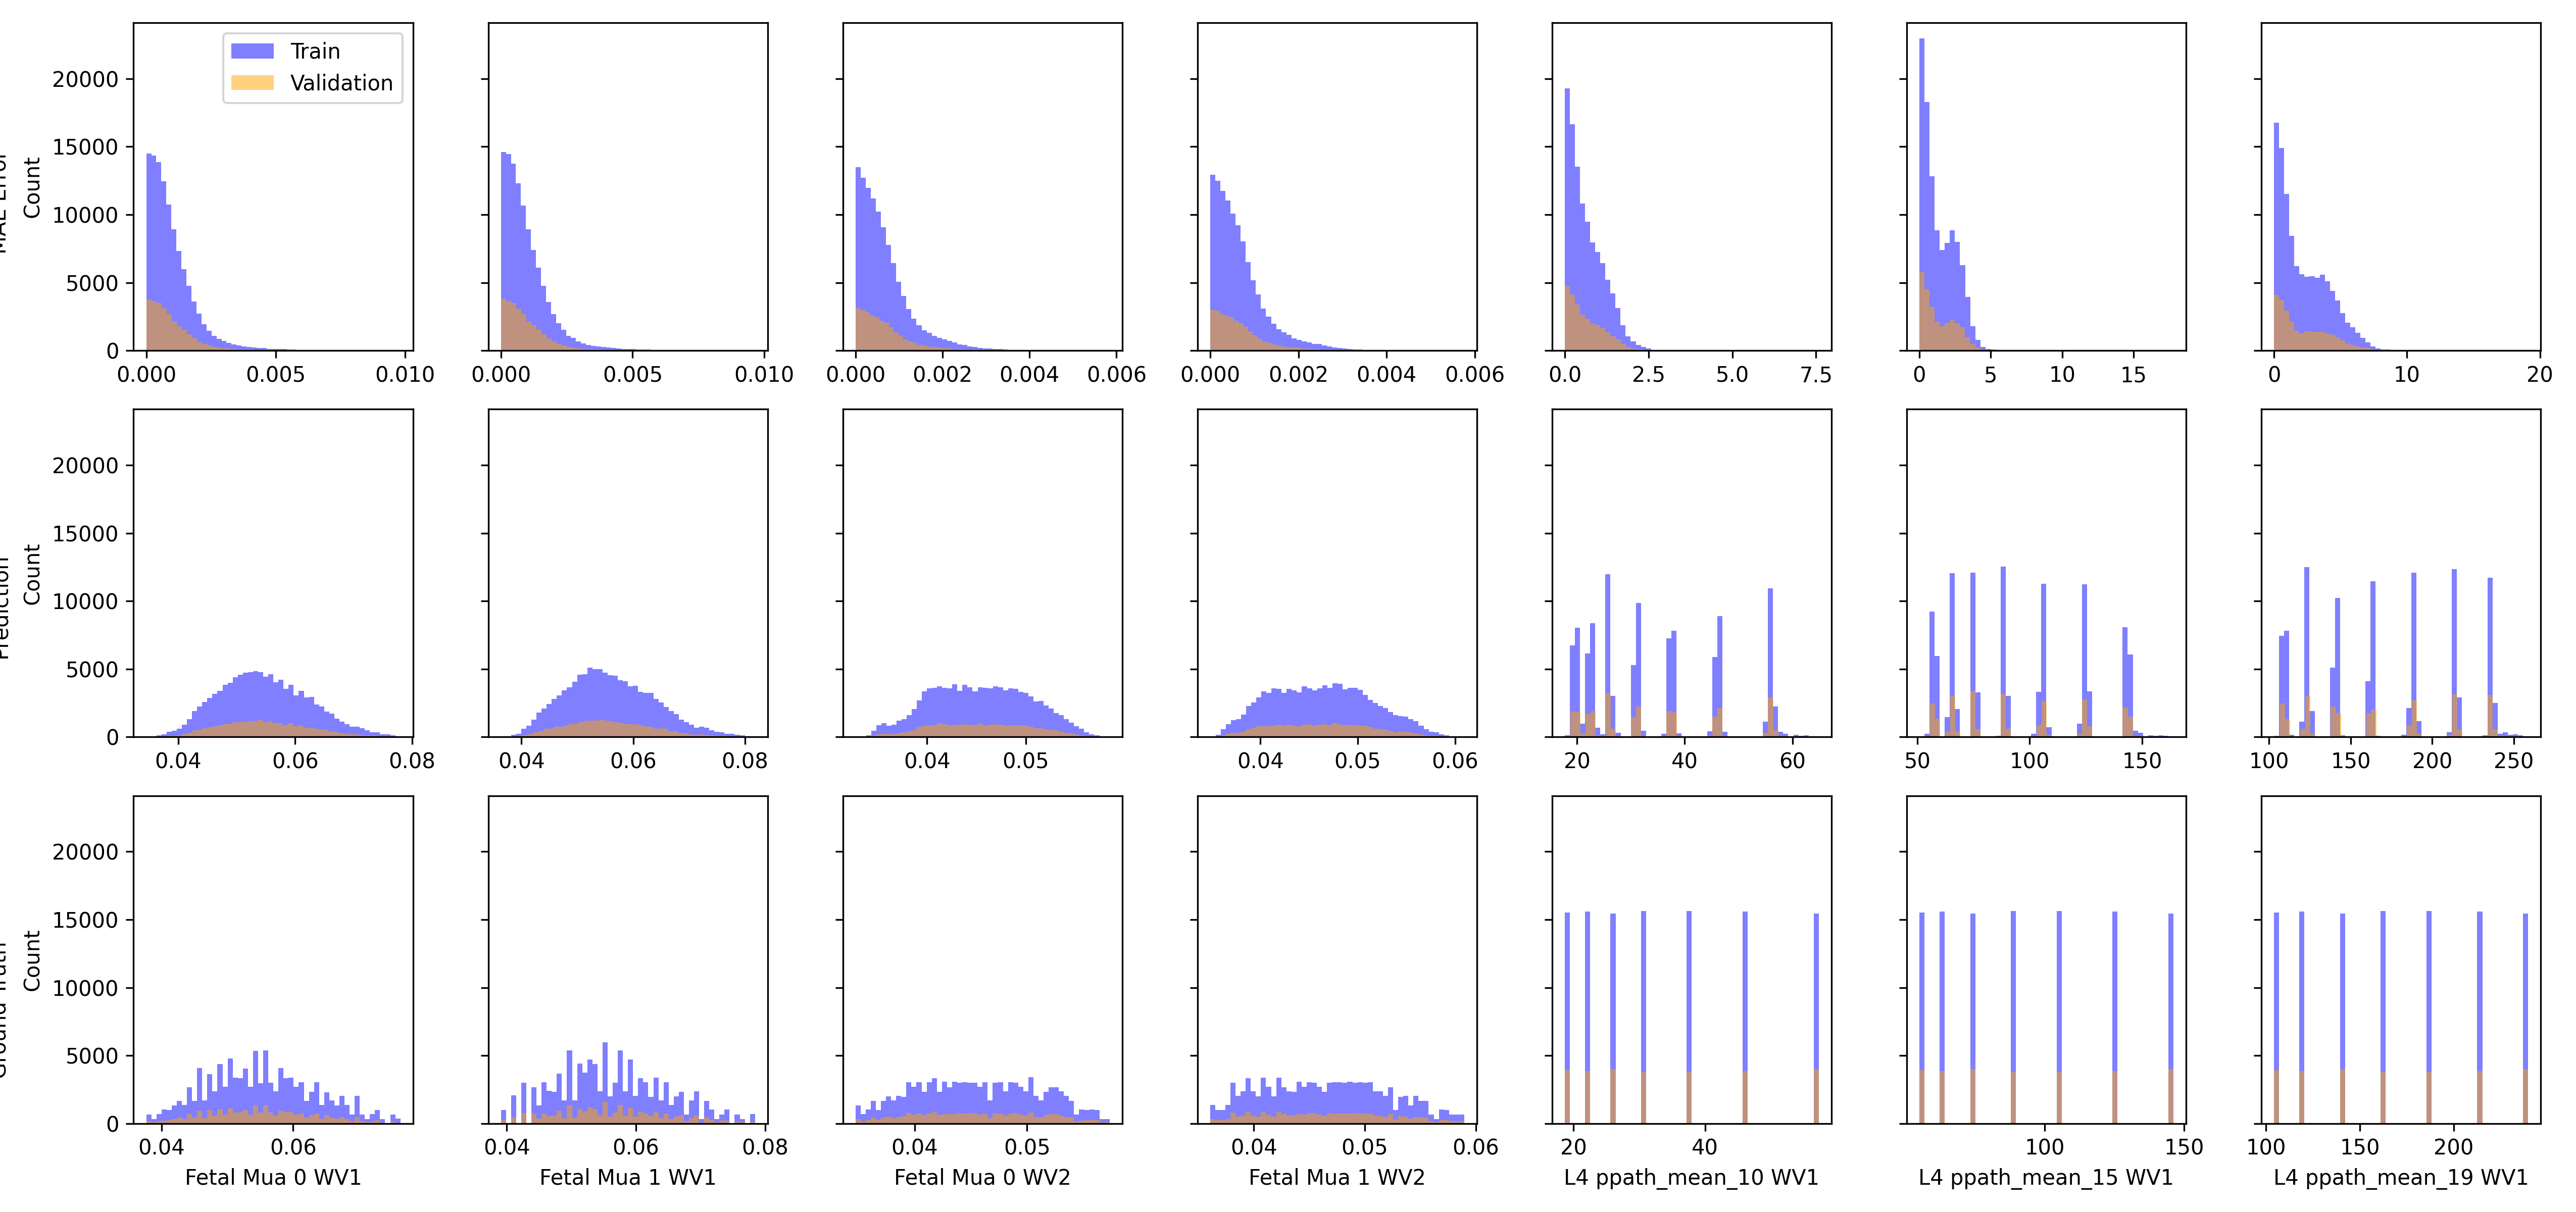 Train
Validation
Count
20000
15000
10000
5000
0
0.000 0.005 0.010
0.000 0.005 0.010
0.000 0.002 0.004 0.006
0.000 0.002 0.004 0.006
0.0 2.5 5.0 7.5
0 5 10 15
0 10 20
Prediction
Count
20000
15000
10000
5000
0
0.04 0.06 0.08
0.04 0.06 0.08
0.04 0.05
0.04 0.05 0.06
20 40 60
50 100 150
100 150 200 250
Count
20000
15000
10000
5000
0
0.04 0.06
0.04 0.06 0.08
0.04 0.05
0.04 0.05 0.06
20 40
100 150
100 150 200
Fetal Mua 0 WV1
Fetal Mua 1 WV1
Fetal Mua 0 WV2
Fetal Mua 1 WV2
L4 ppath_mean_10 WV1
L4 ppath_mean_15 WV1
L4 ppath_mean_19 WV1